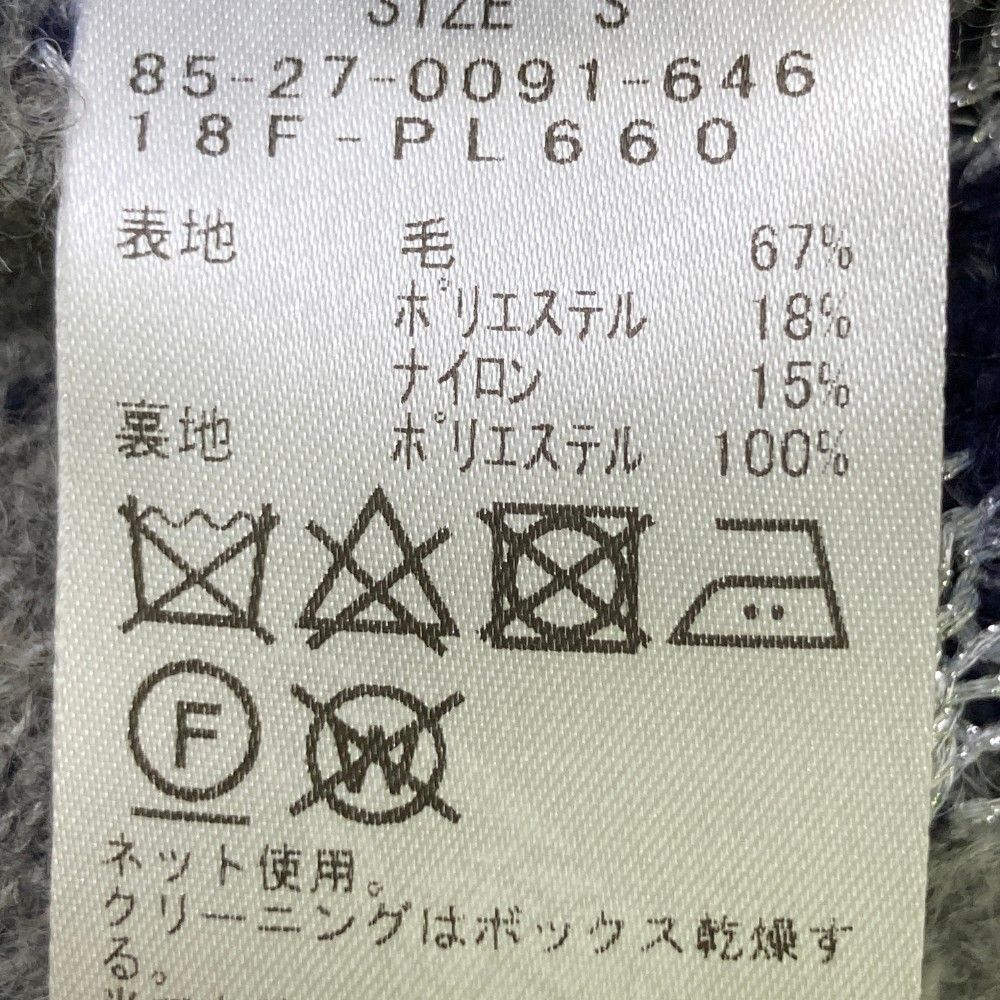 SIZE S
85-27-0091-646
18F-PL660
表地 毛 67%
ポリエステル 18%
ナイロン 15%
裏地 ポリエステル 100%
F
W
ネット使用。
クリーニングはボックス乾燥す
る。